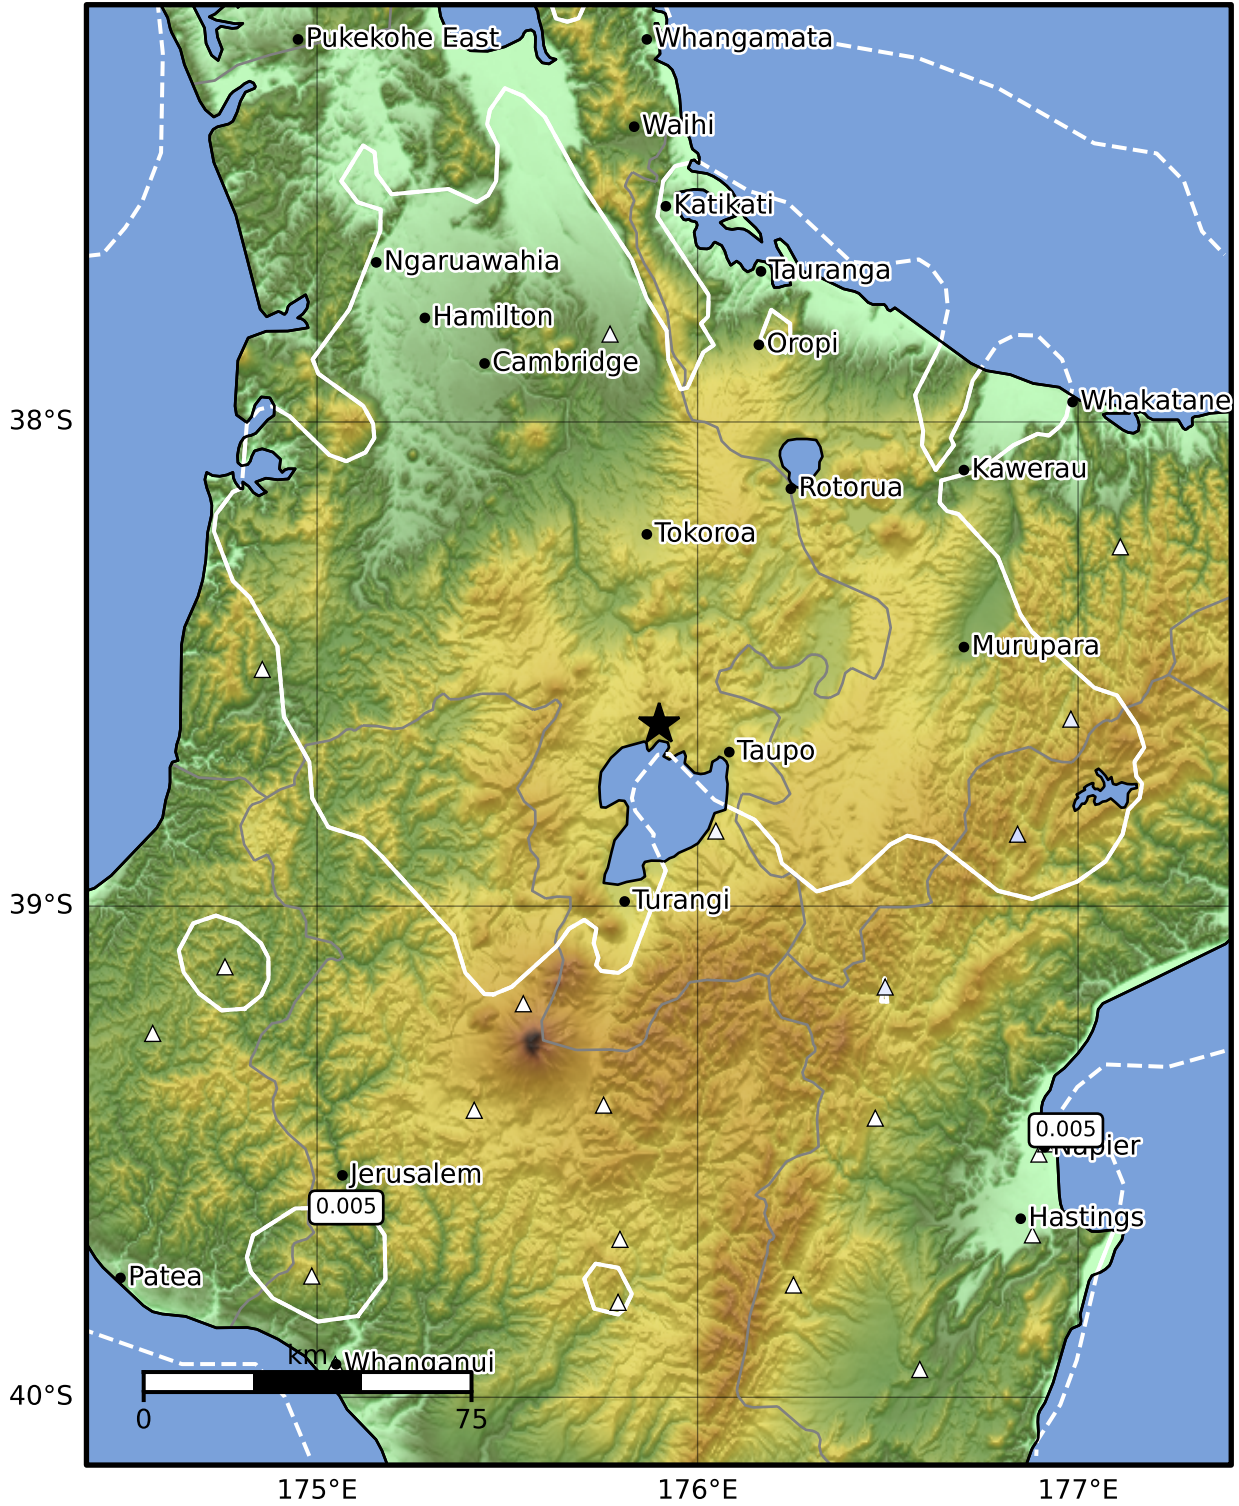 Pukekohe East
Whangamata
Waihi
Katikati
Ngaruawahia
Tauranga
Hamilton
Oropi
Cambridge
Whakatane
38°S
Kawerau
Rotorua
Tokoroa
Murupara
Taupo
Turangi
39°S
0.005
Napier
Jerusalem
0.005
Hastings
Patea
km
Whanganui
40°S
0
75
175°E
176°E
177°E